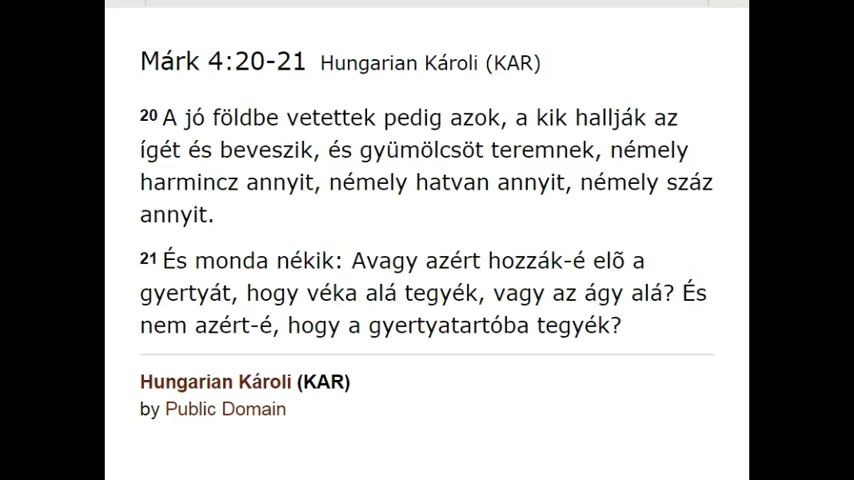 Márk 4:20-21 Hungarian Károli (KAR)
20 A jó földbe vetettek pedig azok, a kik hallják az
ígét és beveszik, és gyümölcsöt teremnek, némely
harmincz annyit, némely hatvan annyit, némely száz
annyit.
21 És monda nékik: Avagy azért hozzák-é elõ a
gyertyát, hogy véka alá tegyék, vagy az ágy alá? És
nem azért-é, hogy a gyertyatartóba tegyék?
Hungarian Károli (KAR)
by Public Domain